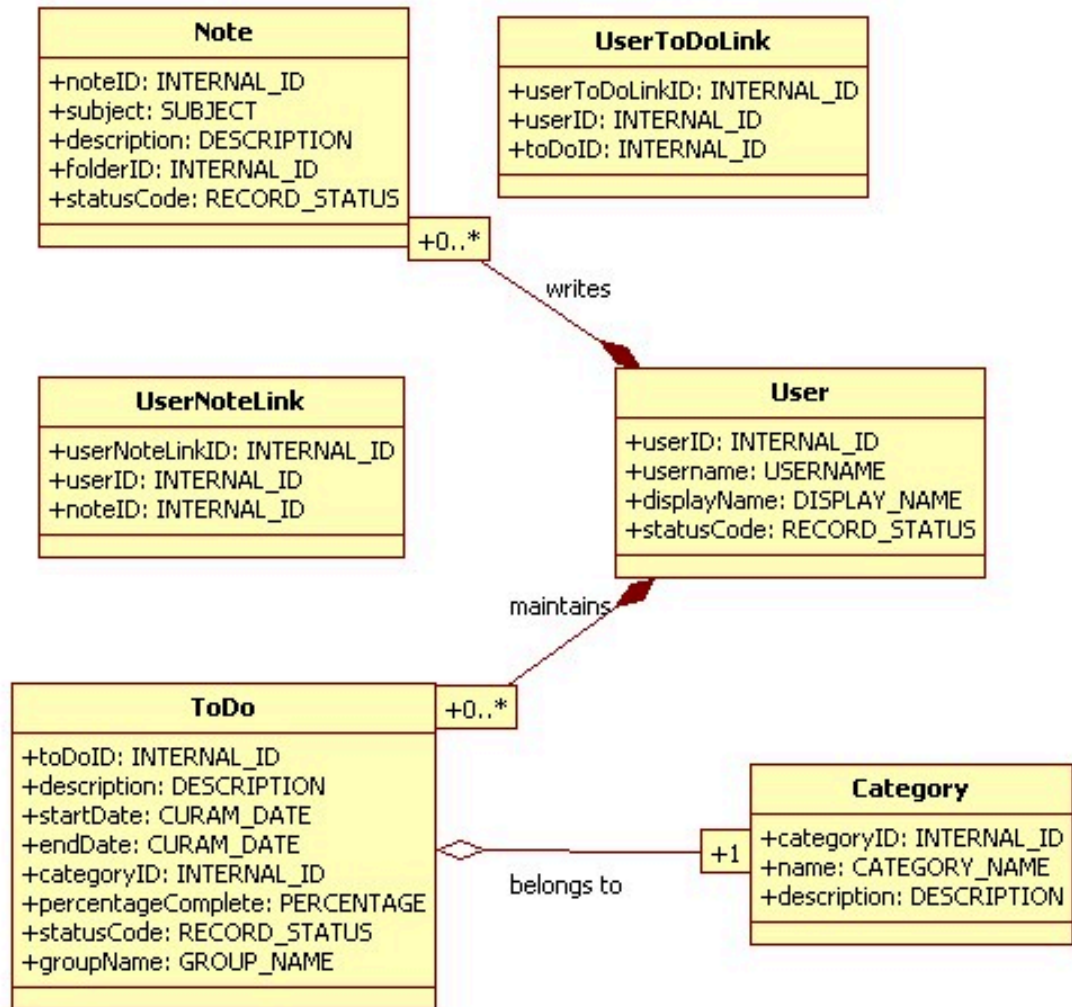 Note
+noteID: INTERNAL_ID
+subject: SUBJECT
+description: DESCRIPTION
+folderID: INTERNAL_ID
+statusCode: RECORD_STATUS
UserToDoLink
+userToDoLinkID: INTERNAL_ID
+userID: INTERNAL_ID
+toDoID: INTERNAL_ID
+0..*
writes
UserNoteLink
+userNoteLinkID: INTERNAL_ID
+userID: INTERNAL_ID
+noteID: INTERNAL_ID
User
+userID: INTERNAL_ID
+username: USERNAME
+displayName: DISPLAY_NAME
+statusCode: RECORD_STATUS
maintains
+0..*
ToDo
+toDoID: INTERNAL_ID
+description: DESCRIPTION
+startDate: CURAM_DATE
+endDate: CURAM_DATE
+categoryID: INTERNAL_ID
+percentageComplete: PERCENTAGE
+statusCode: RECORD_STATUS
+groupName: GROUP_NAME
belongs to
+1
Category
+categoryID: INTERNAL_ID
+name: CATEGORY_NAME
+description: DESCRIPTION